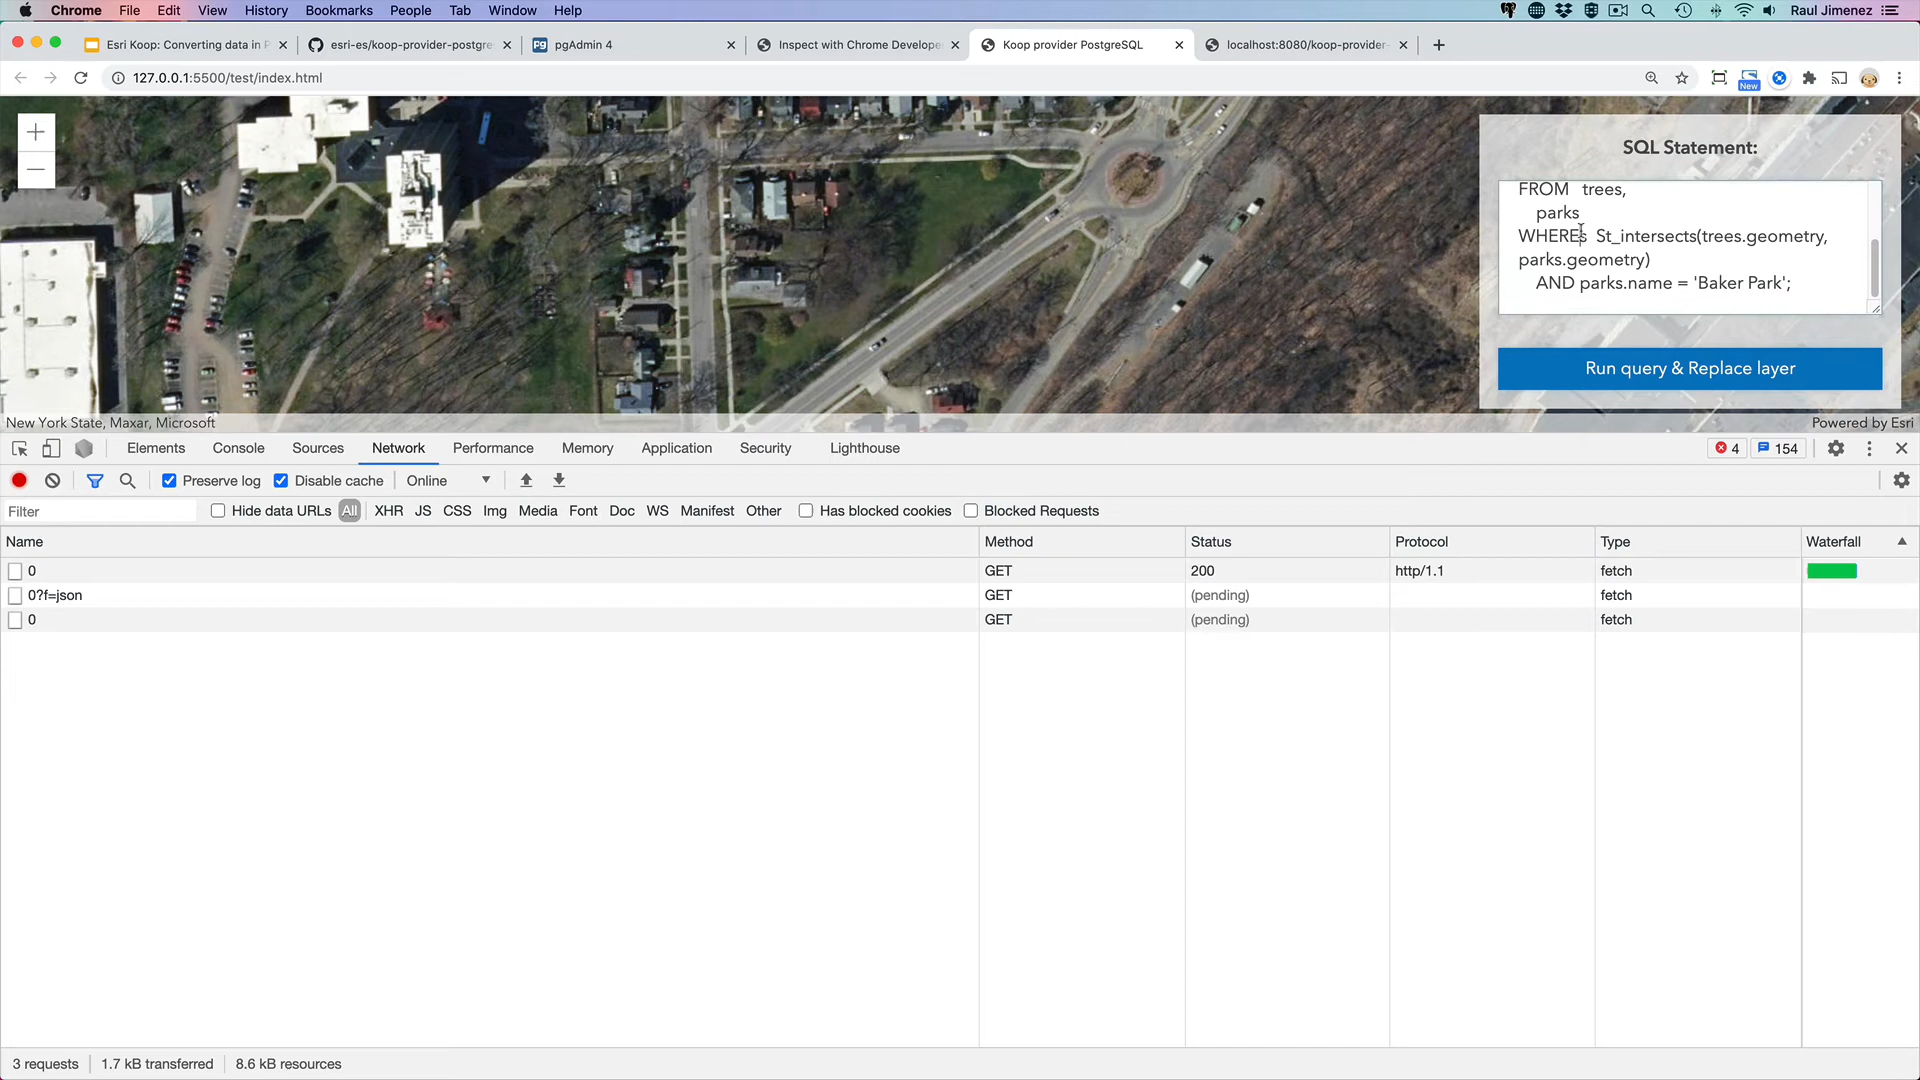 Chrome File Edit View History Bookmarks People Tab Window Help Raul Jimenez
Esri Koop: Converting data in P esri-es/koop-provider-postgre pgAdmin 4 Inspect with Chrome Develope Koop provider PostgreSQL localhost:8080/koop-provider-
127.0.0.1:5500/test/index.html New
SQL Statement:
FROM trees,
parks
WHEREs St_intersects(trees.geometry,
parks.geometry)
AND parks.name = 'Baker Park';
Run query & Replace layer
New York State, Maxar, Microsoft Powered by Esri
Elements Console Sources Network Performance Memory Application Security Lighthouse 4 154
Preserve log Disable cache Online
Filter Hide data URLs All XHR JS CSS Img Media Font Doc WS Manifest Other Has blocked cookies Blocked Requests
Name Method Status Protocol Type Waterfall
0 GET 200 http/1.1 fetch
0?f=json GET (pending) fetch
0 GET (pending) fetch
3 requests 1.7 kB transferred 8.6 kB resources